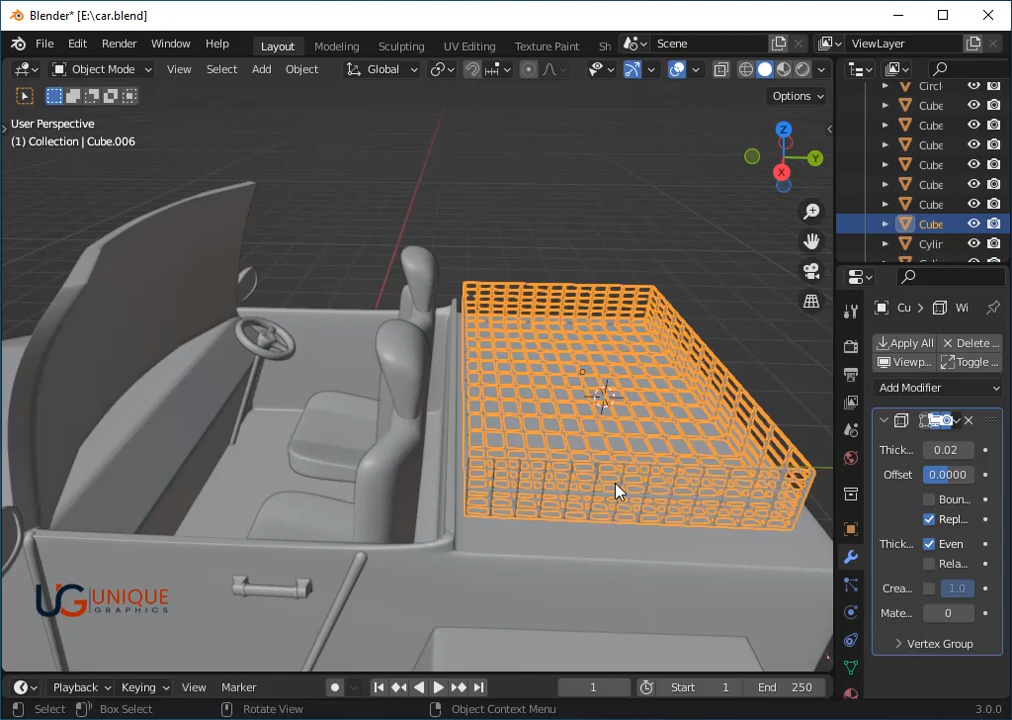 Blender* [E:\car.blend]
File Edit Render Window Help Layout Modeling Sculpting UV Editing Texture Paint Sh Scene ViewLayer
Object Mode View Select Add Object Global
Options
User Perspective
(1) Collection | Cube.006
Z
Y
X
Circl
Cube
Cube
Cube
Cube
Cube
Cube
Cube
Cylin
Cu > Wi
Apply All Delete ...
Viewp... Toggle ...
Add Modifier
Thick... 0.02
Offset 0.0000
Boun...
Repl...
Thick... Even
Rela...
Crea... 1.0
Mate... 0
Vertex Group
UG UNIQUE
GRAPHICS
Playback Keying View Marker 1 Start 1 End 250
Select Box Select Rotate View Object Context Menu 3.0.0